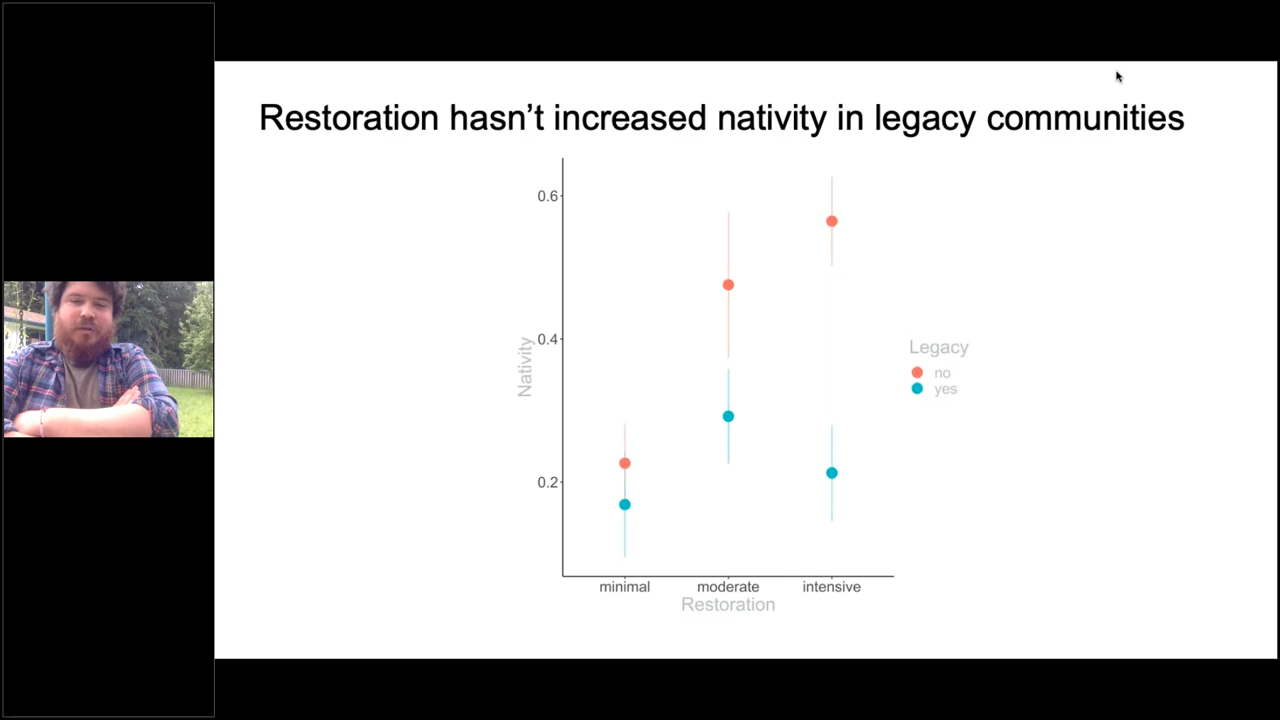 Restoration hasn't increased nativity in legacy communities
0.6
0.4
0.2
Nativity
minimal moderate intensive
Restoration
Legacy
no
yes